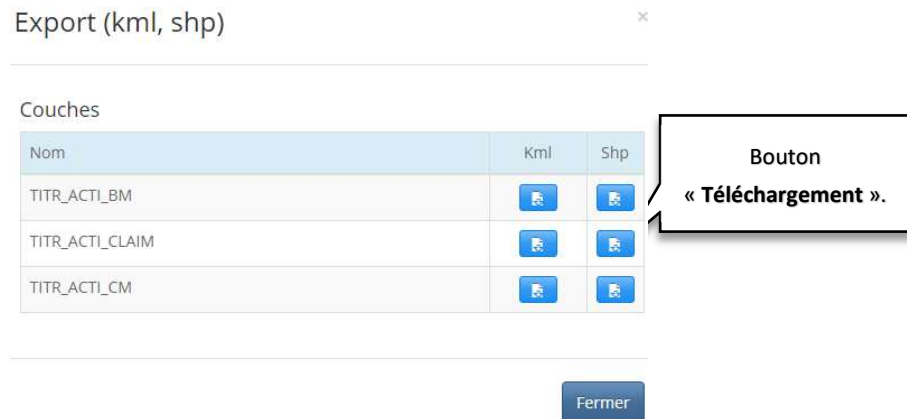 Export (kml, shp) ×
Couches
Nom Kml Shp
TITR_ACTI_BM
TITR_ACTI_CLAIM
TITR_ACTI_CM
Bouton
« Téléchargement ».
Fermer